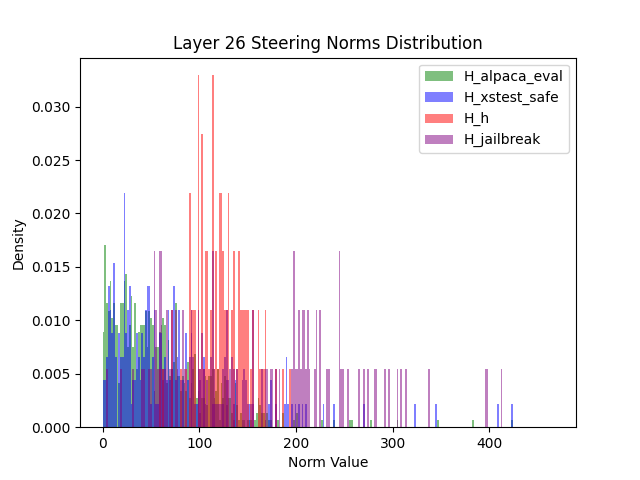 Layer 26 Steering Norms Distribution
H_alpaca_eval
H_xstest_safe
H_h
H_jailbreak
Density
0.030
0.025
0.020
0.015
0.010
0.005
0.000
0
100
200
300
400
Norm Value